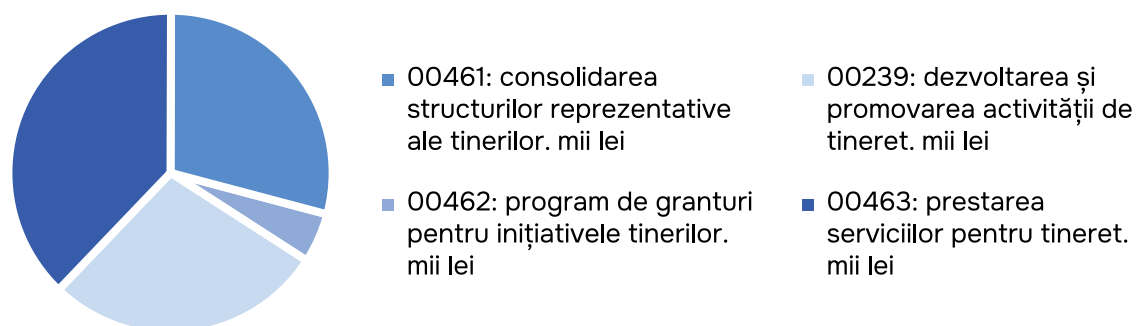 00461: consolidarea
structurilor reprezentative
ale tinerilor. mii lei
00239: dezvoltarea și
promovarea activității de
tineret. mii lei
00462: program de granturi
pentru inițiativele tinerilor.
mii lei
00463: prestarea
serviciilor pentru tineret.
mii lei